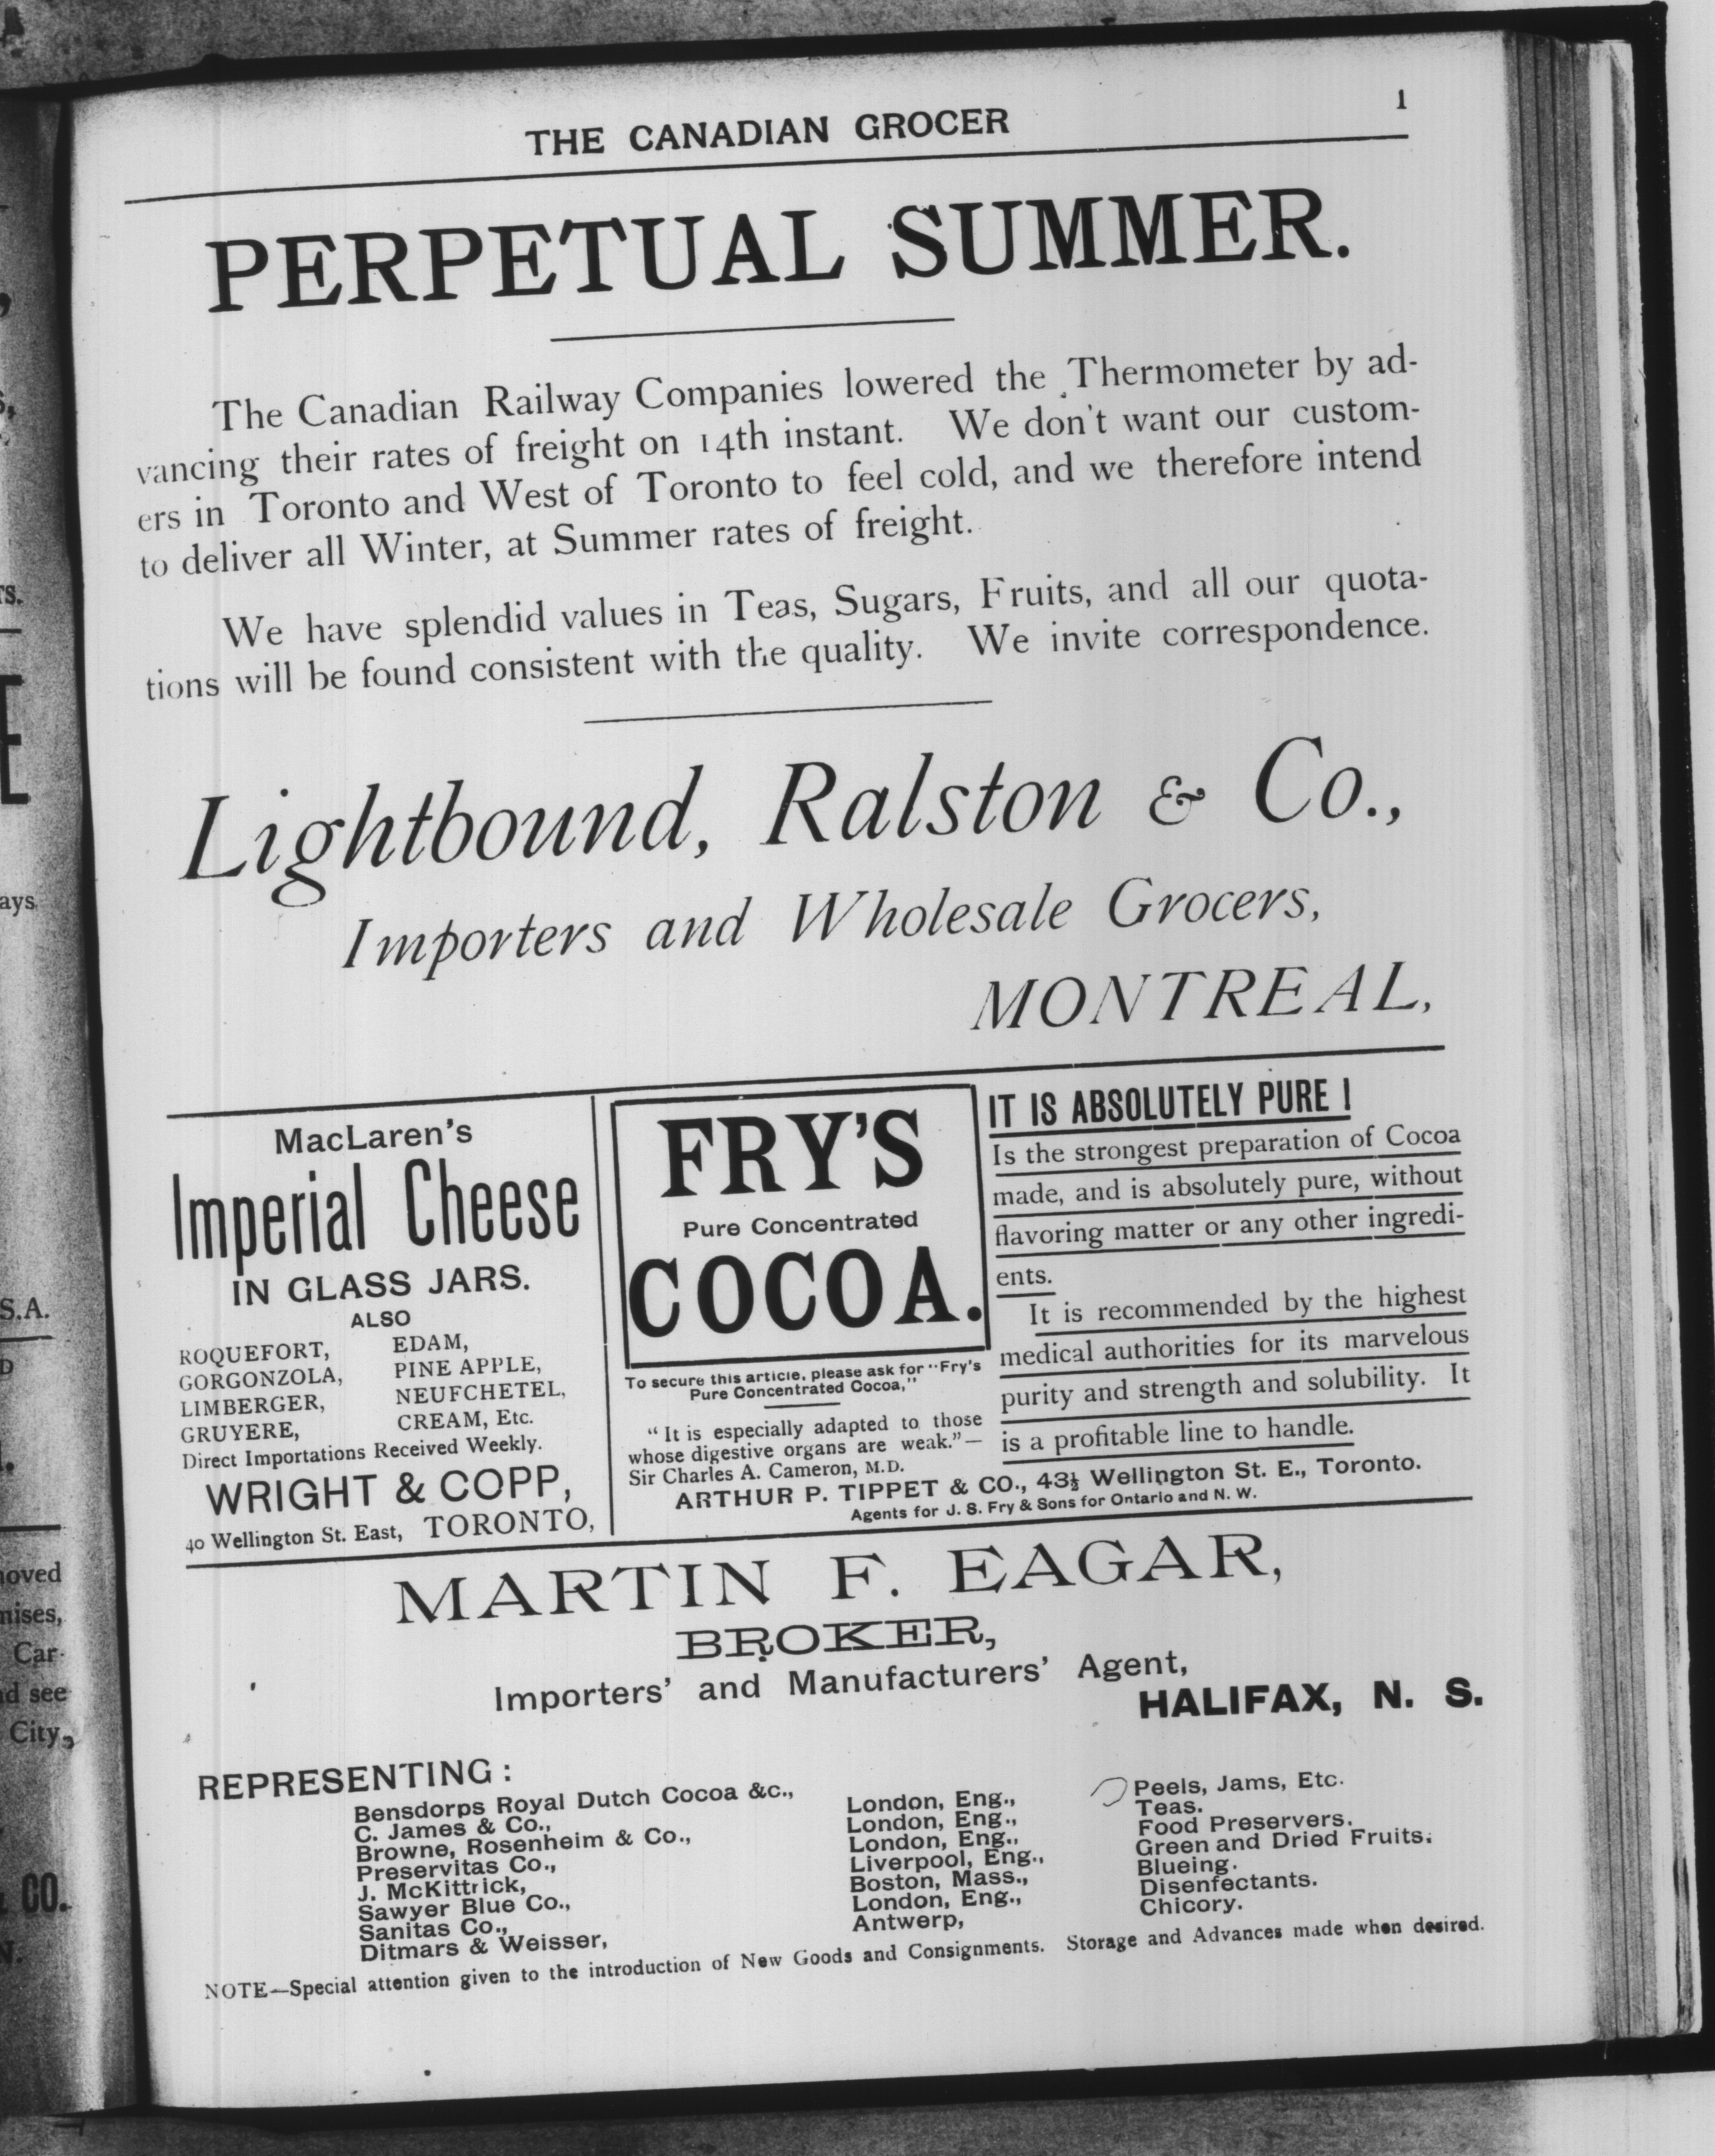 THE CANADIAN GROCER 1
PERPETUAL SUMMER.
The Canadian Railway Companies lowered the Thermometer by ad-
vancing their rates of freight on 14th instant. We don't want our custom-
ers in Toronto and West of Toronto to feel cold, and we therefore intend
to deliver all Winter, at Summer rates of freight.
We have splendid values in Teas, Sugars, Fruits, and all our quota-
tions will be found consistent with the quality. We invite correspondence.
Lightbound, Ralston & Co.,
Importers and Wholesale Grocers,
MONTREAL,
MacLaren's
Imperial Cheese
IN GLASS JARS.
ALSO
ROQUEFORT, EDAM,
GORGONZOLA, PINE APPLE,
LIMBERGER, NEUFCHETEL,
GRUYERE, CREAM, Etc.
Direct Importations Received Weekly.
WRIGHT & COPP,
40 Wellington St. East, TORONTO,
FRY'S
Pure Concentrated
COCOA.
To secure this article, please ask for "Fry's
Pure Concentrated Cocoa,"
"It is especially adapted to those
whose digestive organs are weak."—
Sir Charles A. Cameron, M.D.
IT IS ABSOLUTELY PURE !
Is the strongest preparation of Cocoa
made, and is absolutely pure, without
flavoring matter or any other ingredi-
ents.
It is recommended by the highest
medical authorities for its marvelous
purity and strength and solubility. It
is a profitable line to handle.
ARTHUR P. TIPPET & CO., 43½ Wellington St. E., Toronto.
Agents for J. S. Fry & Sons for Ontario and N. W.
MARTIN F. EAGAR,
BROKER,
Importers' and Manufacturers' Agent,
HALIFAX, N. S.
REPRESENTING :
Bensdorps Royal Dutch Cocoa &c.,
C. James & Co.,
Browne, Rosenheim & Co.,
Preservitas Co.,
J. McKittrick,
Sawyer Blue Co.,
Sanitas Co.,
Ditmars & Weisser,
London, Eng.,
London, Eng.,
London, Eng.,
Liverpool, Eng.,
Boston, Mass.,
London, Eng.,
Antwerp,
Peels, Jams, Etc.
Teas.
Food Preservers.
Green and Dried Fruits.
Blueing.
Disenfectants.
Chicory.
NOTE—Special attention given to the introduction of New Goods and Consignments. Storage and Advances made when desired.